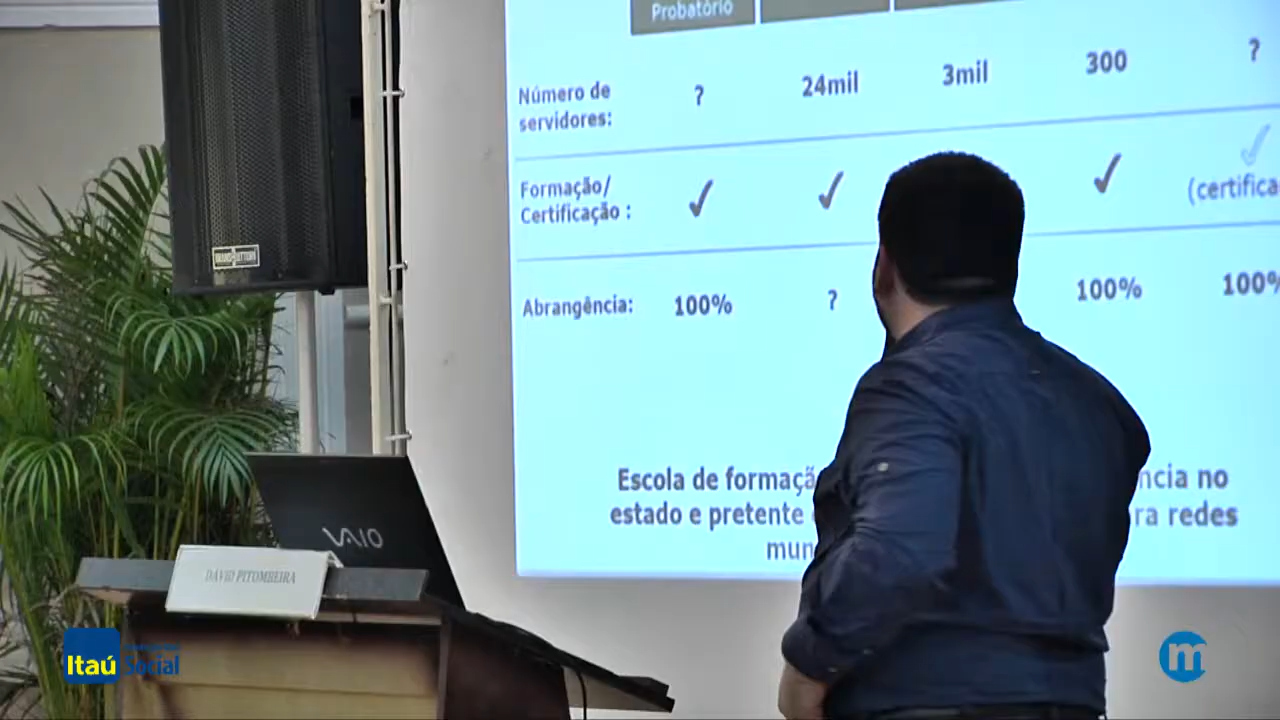 Probatório
Número de servidores:
?
24mil
3mil
300
?
Formação/
Certificação :
(certifica
Abrangência:
100%
?
100%
100%
Escola de formaçã
ncia no
estado e pretente
ra redes
mun
VAIO
DAVID PITOMBEIRA
Itaú
Social
m